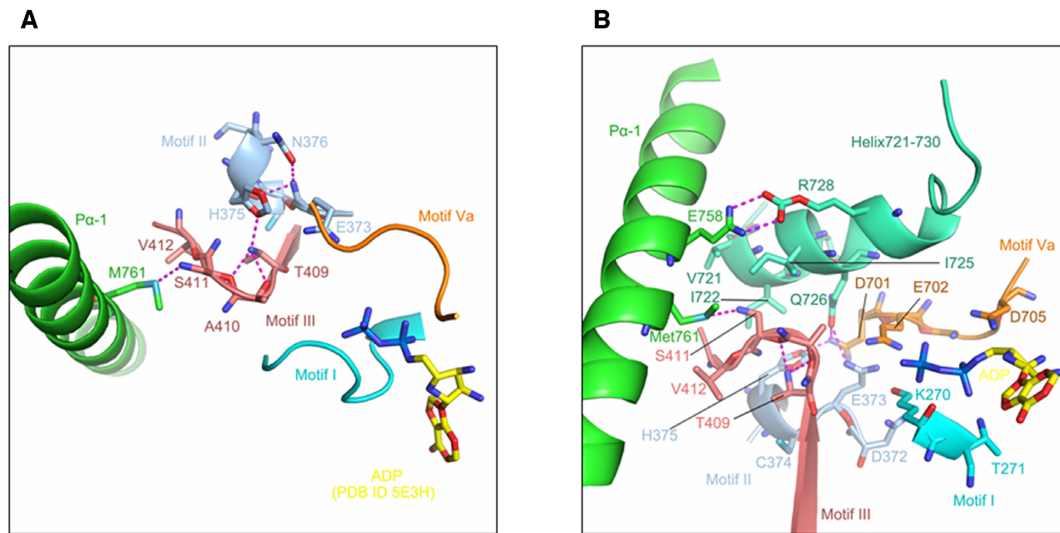 A
Motif II
N376
H375
E373
Motif Va
Pα-1
V412
M761
S411
T409
A410
Motif III
Motif I
ADP
(PDB ID 5E3H)
B
Pα-1
Helix721-730
R728
E758
Motif Va
V721
I725
I722
D701
E702
Q726
D705
Met761
S411
ADP
V412
K270
E373
T409
H375
D372
C374
T271
Motif II
Motif I
Motif III